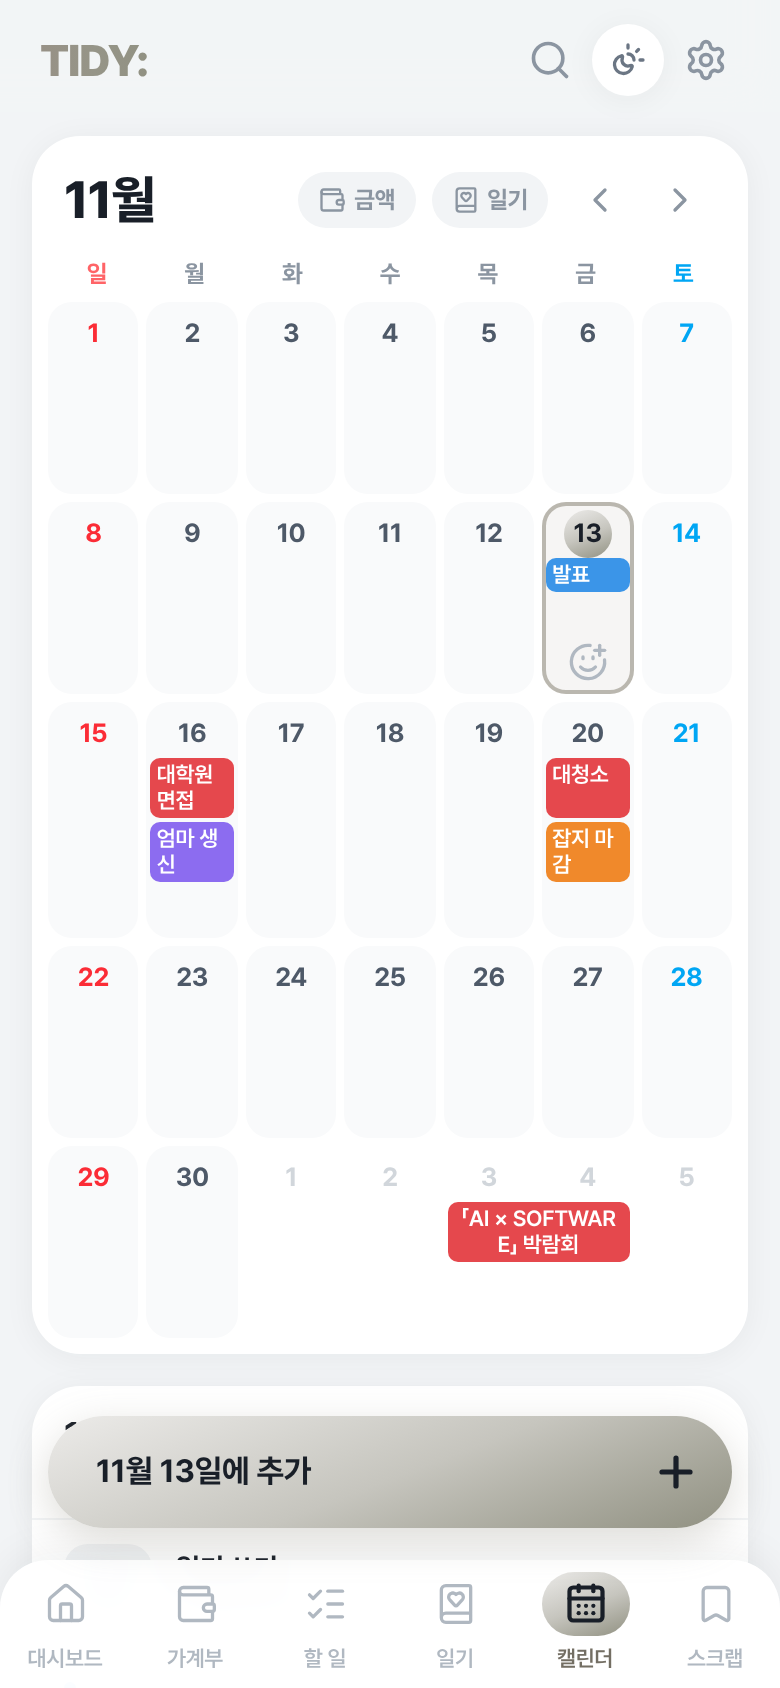 TIDY:
11월 금액 일기
일 월 화 수 목 금 토
1 2 3 4 5 6 7
8 9 10 11 12 13 14
발표
15 16 17 18 19 20 21
대학원
면접
엄마 생
신
대청소
잡지 마
감
22 23 24 25 26 27 28
29 30 1 2 3 4 5
「AI × SOFTWAR
E」 박람회
11월 13일에 추가
대시보드 가계부 할 일 일기 캘린더 스크랩